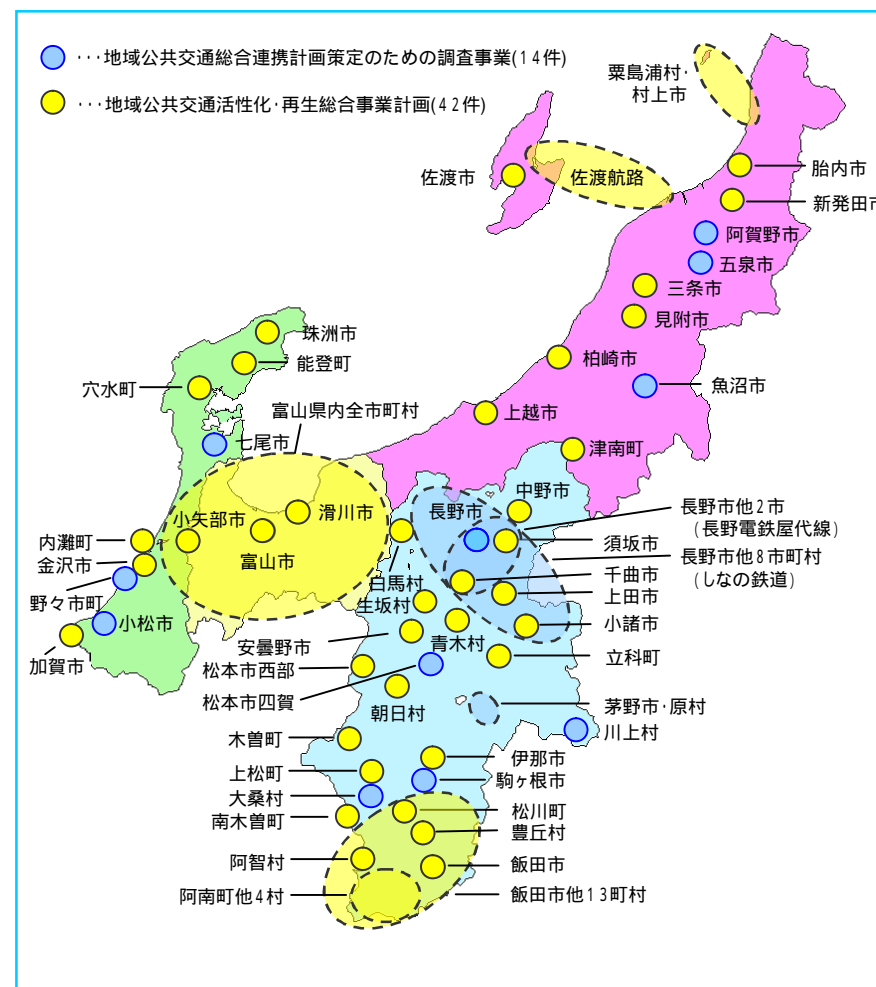 ･･･地域公共交通総合連携計画策定のための調査事業(14件)
･･･地域公共交通活性化･再生総合事業計画(42件)
粟島浦村･
村上市
佐渡市
佐渡航路
胎内市
新発田市
阿賀野市
五泉市
三条市
見附市
柏崎市
魚沼市
上越市
津南町
珠洲市
能登町
穴水町
七尾市
富山県内全市町村
小矢部市
滑川市
富山市
内灘町
金沢市
野々市町
小松市
加賀市
中野市
長野市
長野市他2市
(長野電鉄屋代線)
須坂市
長野市他8市町村
(しなの鉄道)
千曲市
上田市
小諸市
白馬村
生坂村
青木村
安曇野市
立科町
松本市西部
松本市四賀
朝日村
茅野市･原村
川上村
木曽町
上松町
大桑村
南木曽町
伊那市
駒ヶ根市
松川町
豊丘村
阿智村
飯田市
阿南町他4村
飯田市他13町村